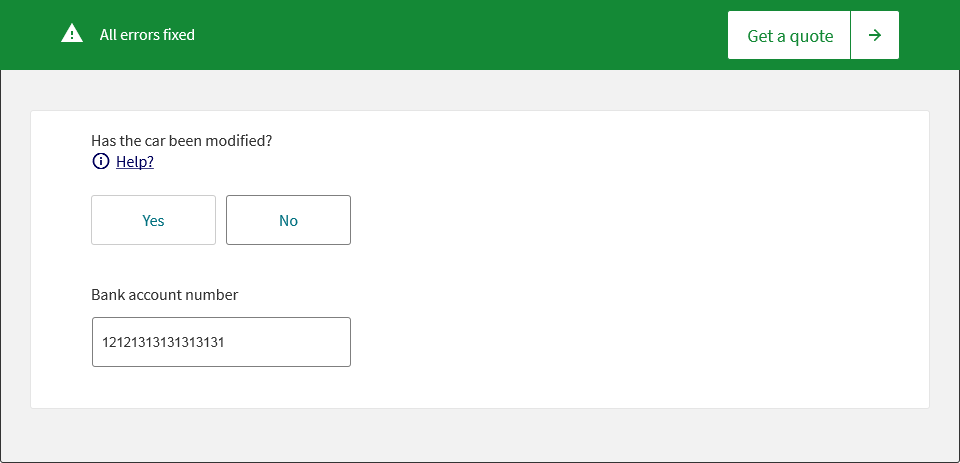 All errors fixed
Get a quote
Has the car been modified?
Help?
Yes
No
Bank account number
12121313131313131